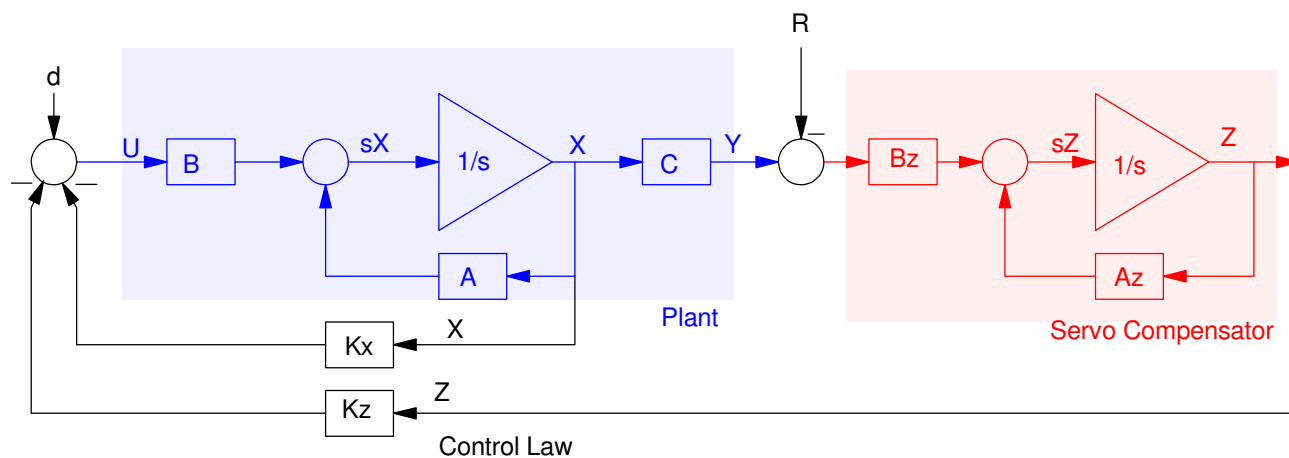 R
d
U
B
sX
1/s
X
C
Y
Bz
sZ
1/s
Z
A
Az
Plant
Servo Compensator
Kx
X
Kz
Z
Control Law